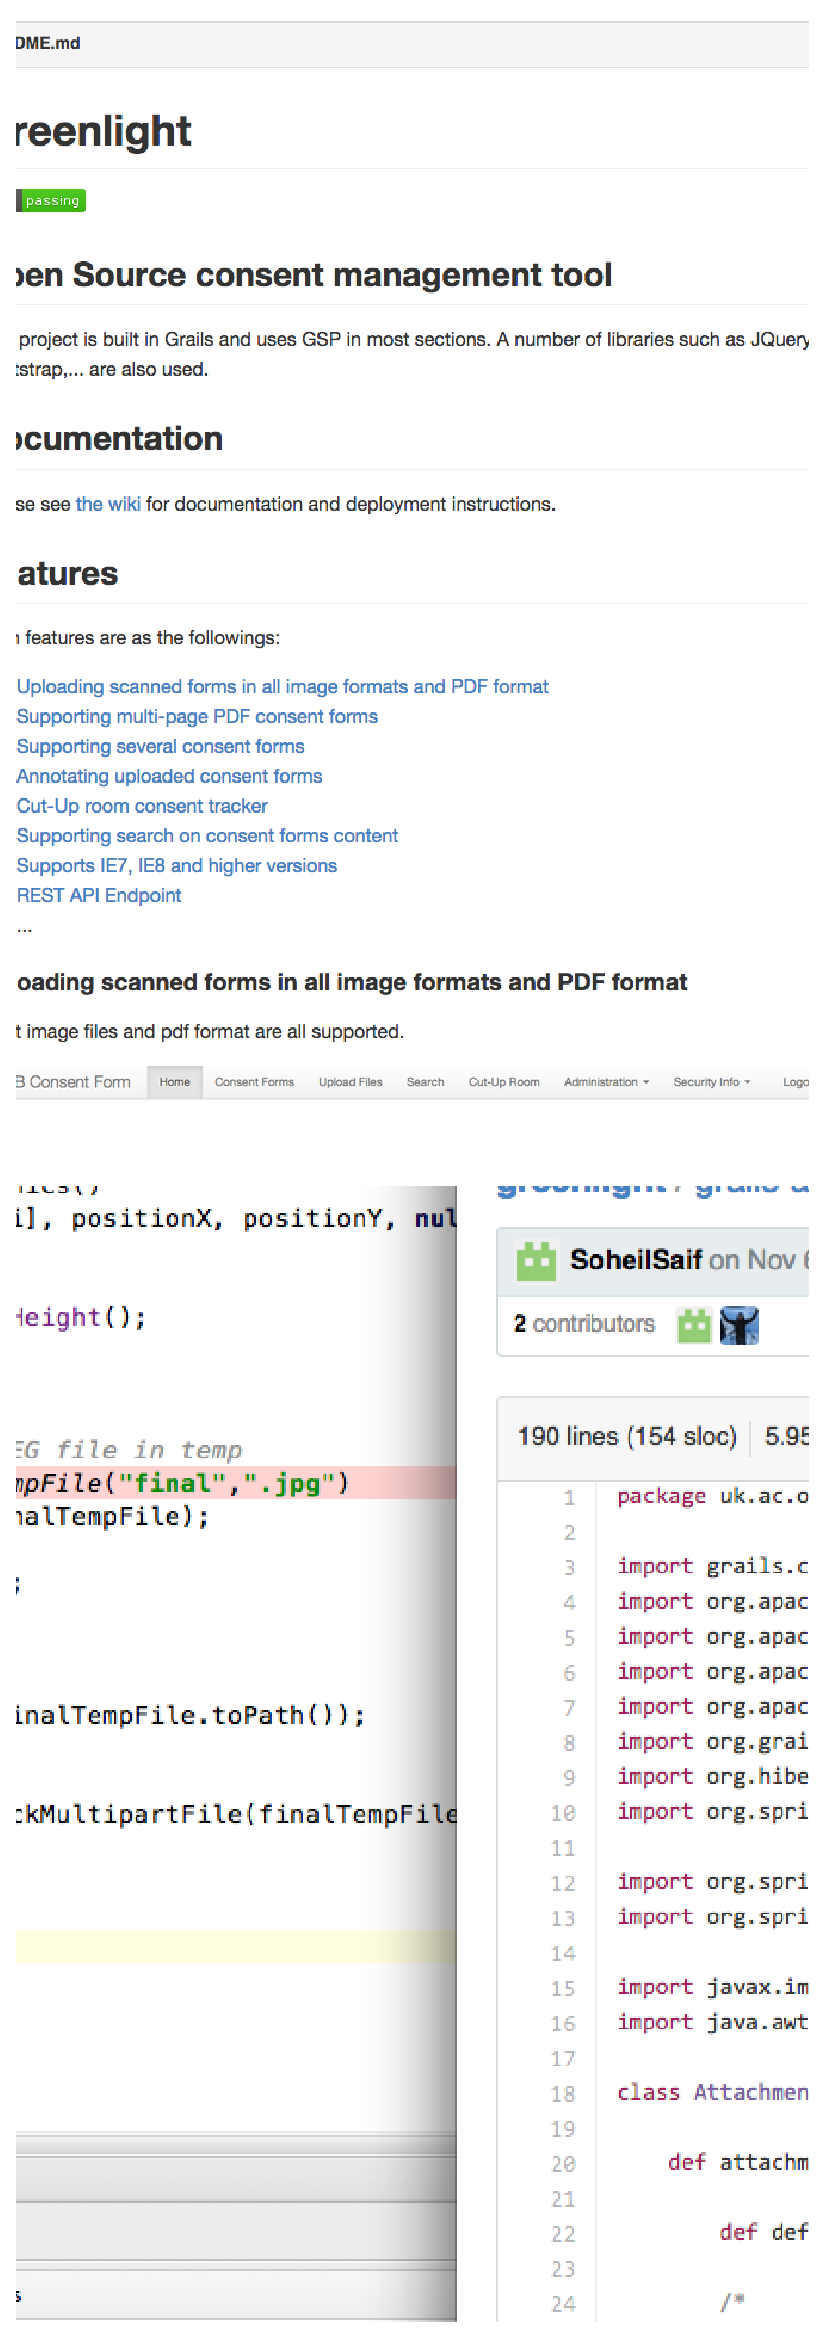 DME.md
reenlight
passing
pen Source consent management tool
project is built in Grails and uses GSP in most sections. A number of libraries such as JQuery
tstrap,... are also used.
ocumentation
se see the wiki for documentation and deployment instructions.
atures
n features are as the followings:
Uploading scanned forms in all image formats and PDF format
Supporting multi-page PDF consent forms
Supporting several consent forms
Annotating uploaded consent forms
Cut-Up room consent tracker
Supporting search on consent forms content
Supports IE7, IE8 and higher versions
REST API Endpoint
...
oading scanned forms in all image formats and PDF format
t image files and pdf format are all supported.
B Consent Form Home Consent Forms Upload Files Search Cut-Up Room Administration Security Info Logo
i], positionX, positionY, nul
Height();
EG file in temp
mpFile("final",".jpg")
nalTempFile);
;
inalTempFile.toPath());
ckMultipartFile(finalTempFile
s
greenlight / grails-a
SoheilSaif on Nov 6
2 contributors
190 lines (154 sloc) 5.95
1 package uk.ac.o
2
3 import grails.c
4 import org.apac
5 import org.apac
6 import org.apac
7 import org.apac
8 import org.grai
9 import org.hibe
10 import org.spri
11
12 import org.spri
13 import org.spri
14
15 import javax.im
16 import java.awt
17
18 class Attachmen
19
20 def attachm
21
22 def def
23
24 /*